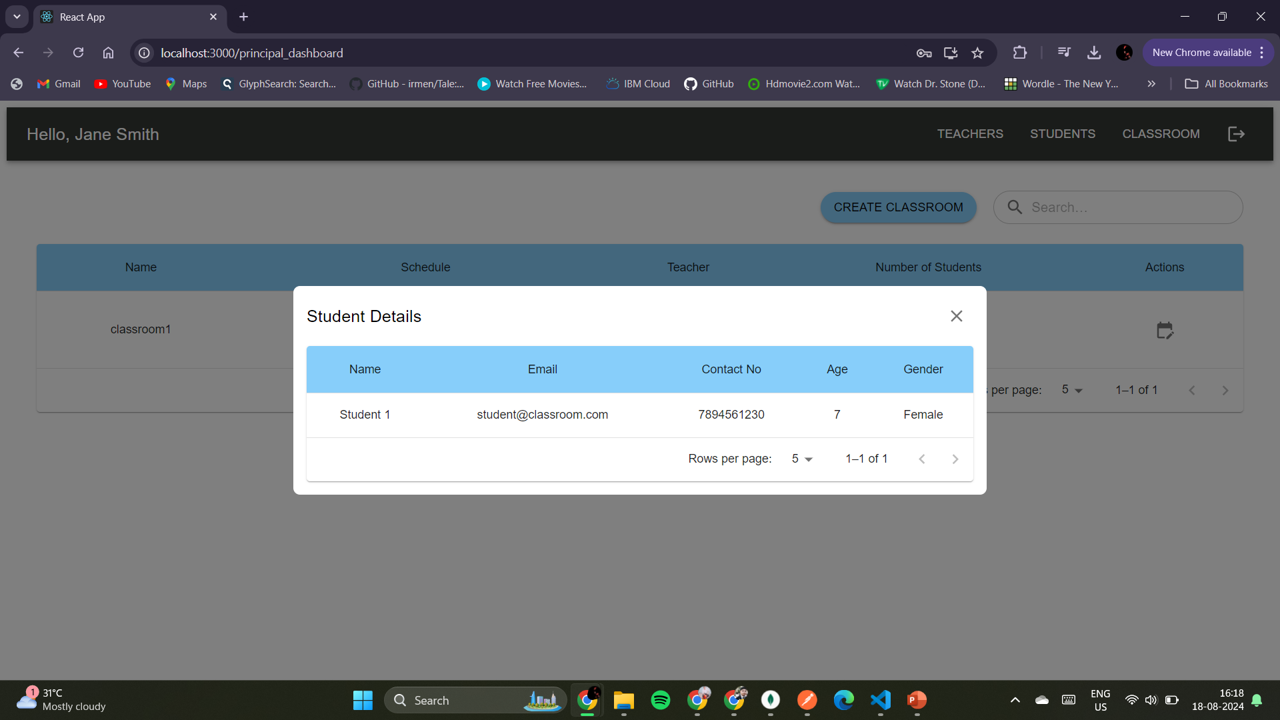 React App
localhost:3000/principal_dashboard
New Chrome available
Gmail YouTube Maps GlyphSearch: Search... GitHub - irmen/Tale:... Watch Free Movies... IBM Cloud GitHub Hdmovie2.com Wat... Watch Dr. Stone (D... Wordle - The New Y... » All Bookmarks
Hello, Jane Smith TEACHERS STUDENTS CLASSROOM
CREATE CLASSROOM Search...
Name Schedule Teacher Number of Students Actions
classroom1
per page: 5 1–1 of 1
Student Details
Name Email Contact No Age Gender
Student 1 student@classroom.com 7894561230 7 Female
Rows per page: 5 1–1 of 1
1 31°C
Mostly cloudy
Search
ENG
US
16:18
18-08-2024